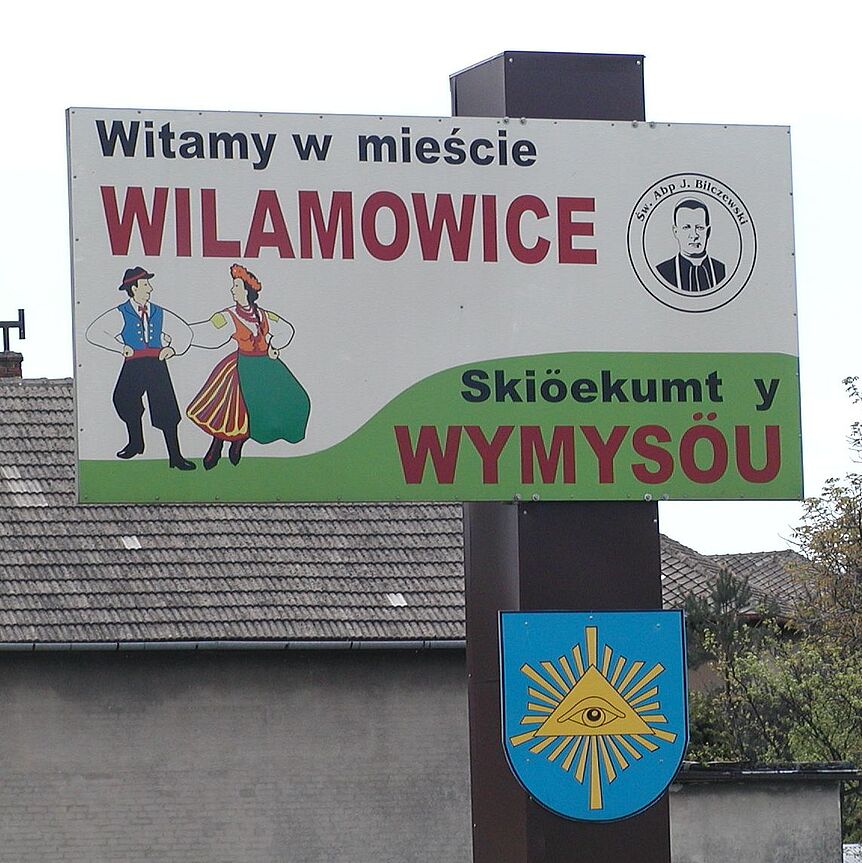 Witamy w mieście
WILAMOWICE
Św. Abp J. Bilczewski
Skiöekumt y
WYMYSÖU